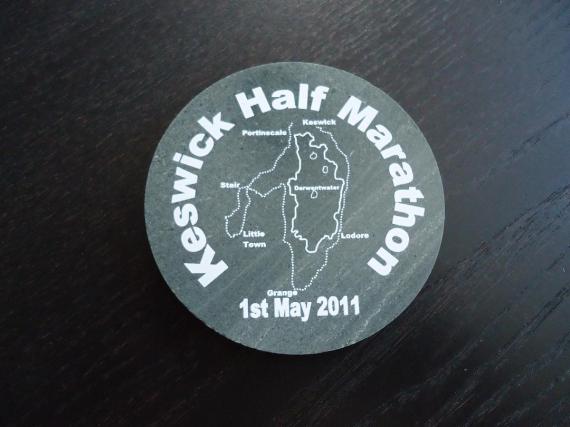 Keswick Half Marathon
Keswick
Portinscale
Stair
Derwentwater
Little
Town
Lodore
Grange
1st May 2011